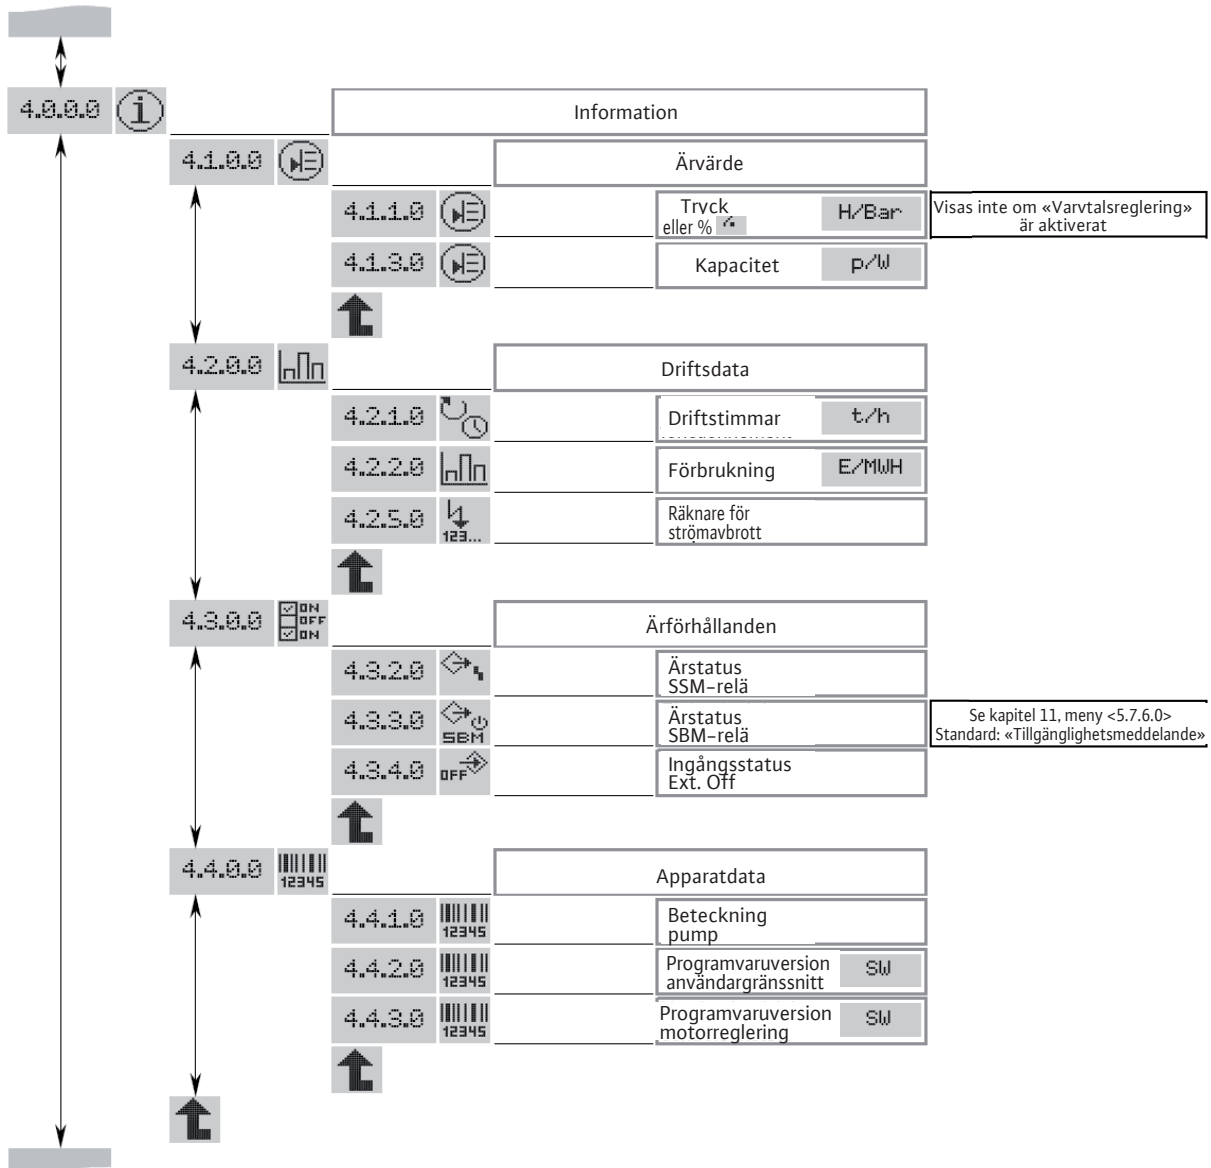 4.0.0.0 i Information
4.1.0.0 Ärvärde
4.1.1.0 Tryck H/Bar Visas inte om «Varvtalsreglering»
eller % är aktiverat
4.1.3.0 Kapacitet p/W
4.2.0.0 Driftsdata
4.2.1.0 Driftstimmar t/h
4.2.2.0 Förbrukning E/MWH
4.2.5.0 Räknare för
123... strömavbrott
4.3.0.0 ON Ärförhållanden
OFF
ON
4.3.2.0 Ärstatus
SSM-relä
4.3.3.0 Ärstatus Se kapitel 11, meny <5.7.6.0>
SBM SBM-relä Standard: «Tillgänglighetsmeddelande»
4.3.4.0 OFF Ingångsstatus
Ext. Off
4.4.0.0 12345 Apparatdata
4.4.1.0 12345 Beteckning
pump
4.4.2.0 12345 Programvaruversion SW
användargränssnitt
4.4.3.0 12345 Programvaruversion SW
motorreglering